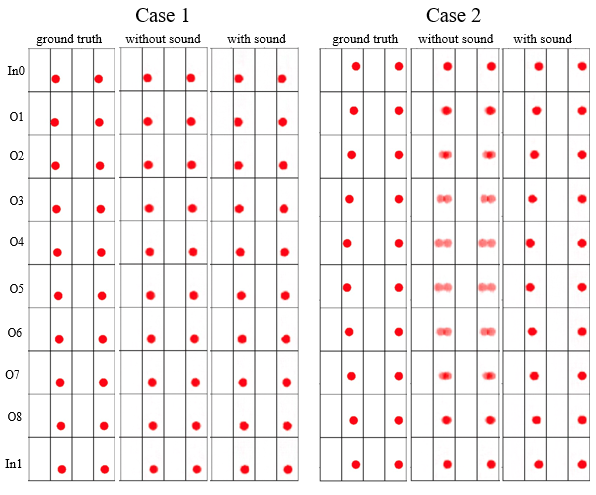 Case 1
Case 2
ground truth
without sound
with sound
ground truth
without sound
with sound
In0
O1
O2
O3
O4
O5
O6
O7
O8
In1